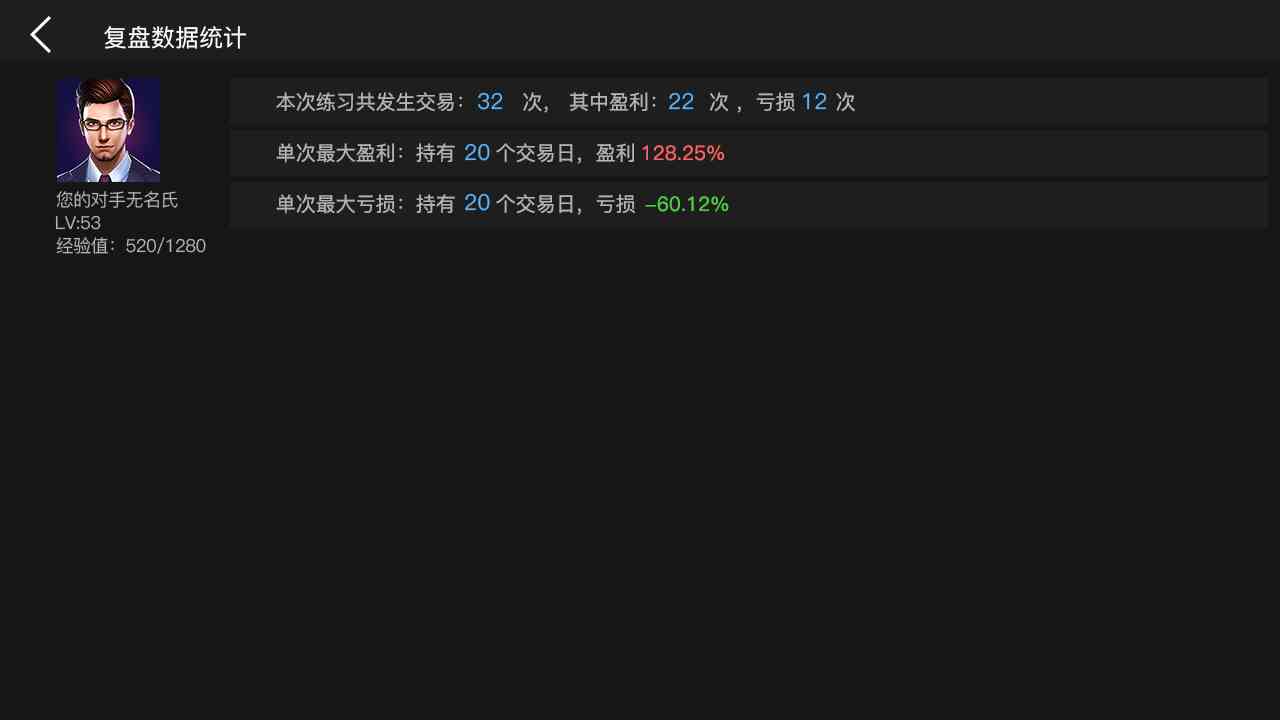 复盘数据统计
本次练习共发生交易：32 次， 其中盈利：22 次 ，亏损 12 次
单次最大盈利：持有 20 个交易日，盈利 128.25%
单次最大亏损：持有 20 个交易日，亏损 –60.12%
您的对手无名氏
LV:53
经验值：520/1280